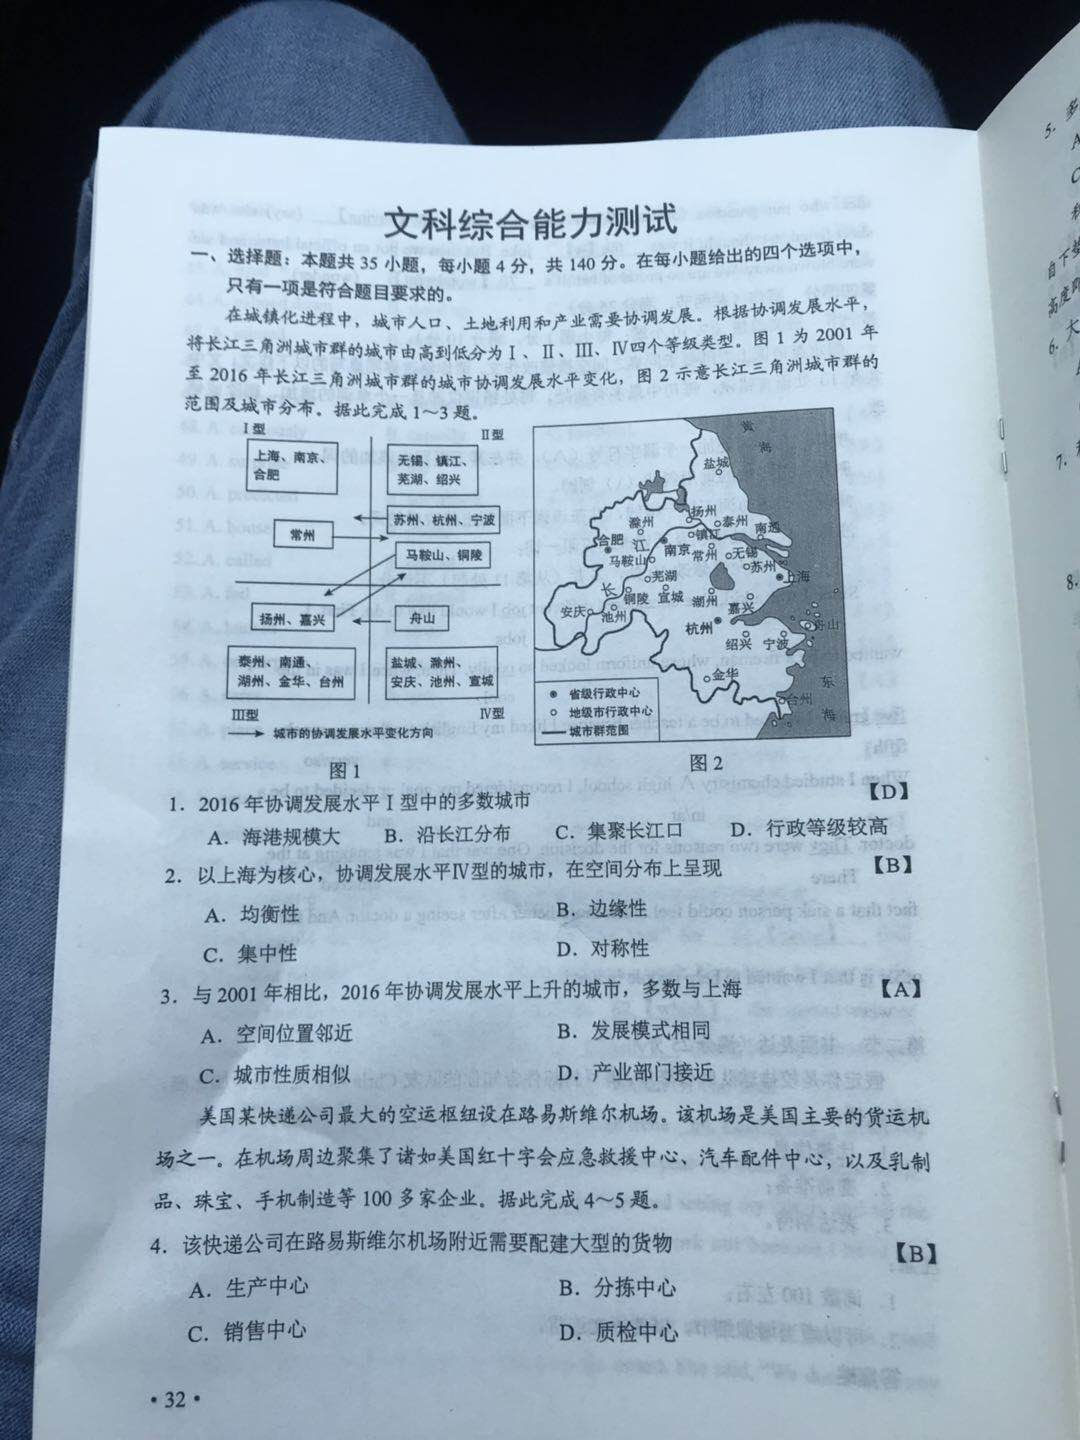 文科综合能力测试
一、选择题：本题共 35 小题，每小题 4 分，共 140 分。在每小题给出的四个选项中，
只有一项是符合题目要求的。
在城镇化进程中，城市人口、土地利用和产业需要协调发展。根据协调发展水平，
将长江三角洲城市群的城市由高到低分为Ⅰ、Ⅱ、Ⅲ、Ⅳ四个等级类型。图 1 为 2001 年
至 2016 年长江三角洲城市群的城市协调发展水平变化，图 2 示意长江三角洲城市群的
范围及城市分布。据此完成 1～3 题。
Ⅰ型
Ⅱ型
上海、南京、
合肥
无锡、镇江、
芜湖、绍兴
苏州、杭州、宁波
常州
马鞍山、铜陵
扬州、嘉兴
舟山
泰州、南通、
湖州、金华、台州
盐城、滁州、
安庆、池州、宣城
Ⅲ型
Ⅳ型
城市的协调发展水平变化方向
图 1
黄
海
盐城
扬州
滁州
泰州
镇江
南通
合肥
江
南京
常州
无锡
马鞍山
苏州
上海
芜湖
长
铜陵
宣城
湖州
嘉兴
安庆
池州
杭州
舟山
绍兴
宁波
金华
东
台州
海
省级行政中心
地级市行政中心
城市群范围
图 2
1．2016 年协调发展水平Ⅰ型中的多数城市 【D】
A．海港规模大 B．沿长江分布 C．集聚长江口 D．行政等级较高
2．以上海为核心，协调发展水平Ⅳ型的城市，在空间分布上呈现 【B】
A．均衡性 B．边缘性
C．集中性 D．对称性
3．与 2001 年相比，2016 年协调发展水平上升的城市，多数与上海 【A】
A．空间位置邻近 B．发展模式相同
C．城市性质相似 D．产业部门接近
美国某快递公司最大的空运枢纽设在路易斯维尔机场。该机场是美国主要的货运机
场之一。在机场周边聚集了诸如美国红十字会应急救援中心、汽车配件中心，以及乳制
品、珠宝、手机制造等 100 多家企业。据此完成 4～5 题。
4．该快递公司在路易斯维尔机场附近需要配建大型的货物 【B】
A．生产中心 B．分拣中心
C．销售中心 D．质检中心
· 32 ·
5．
A
C
自下
高度
6．大
7．
8．